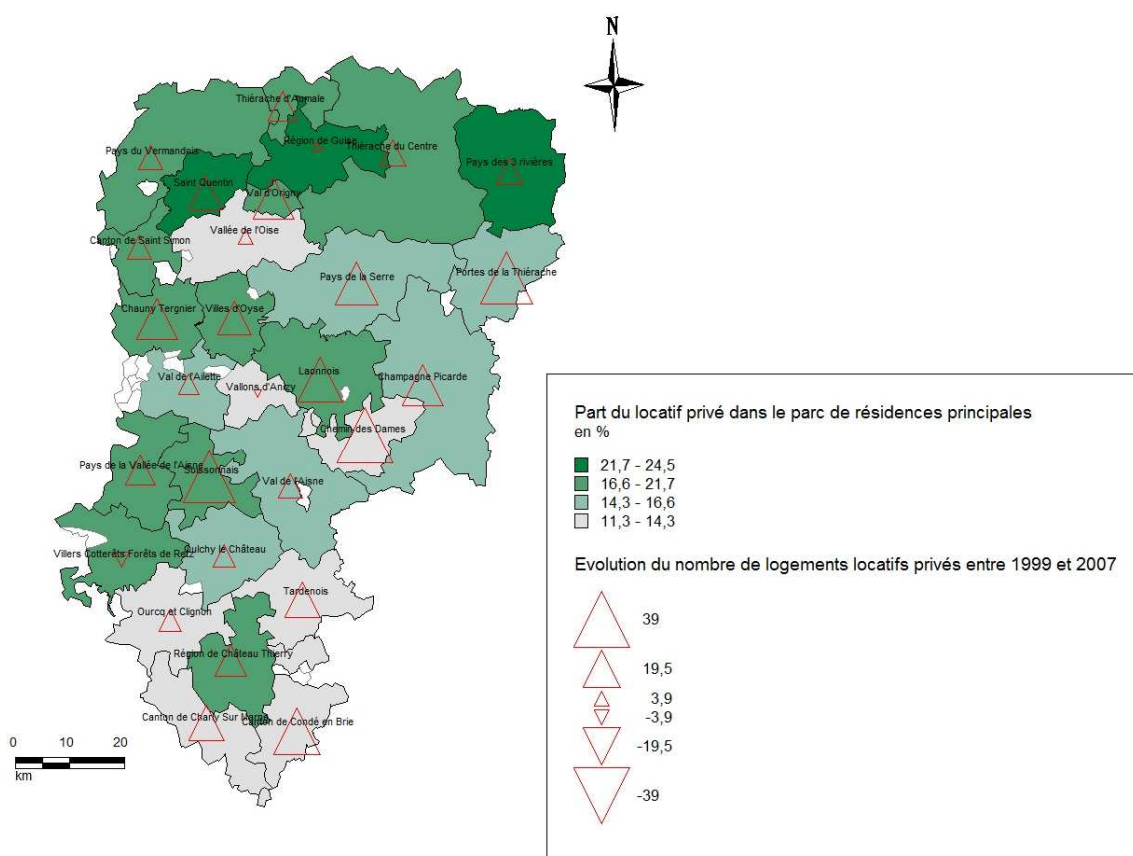 N
Thiérache d'Aumale
Région de Guise
Thiérache du Centre
Pays du Vermandois
Pays des 3 rivières
Saint Quentin
Val d'Origny
Vallée de l'Oise
Canton de Saint Simon
Pays de la Serre
Portes de la Thiérache
Chauny Tergnier
Villes d'Oyse
Laonnois
Val de l'Ailette
Vallons d'Anizy
Champagne Picarde
Chemin des Dames
Pays de la Vallée de l'Aisne
Soissonnais
Val de l'Aisne
Villers Cotterêts Forêts de Retz
Oulchy le Château
Tardenois
Ourcq et Clignon
Région de Château Thierry
Canton de Charly Sur Marne
Canton de Condé en Brie
0 10 20
km
Part du locatif privé dans le parc de résidences principales
en %
21,7 - 24,5
16,6 - 21,7
14,3 - 16,6
11,3 - 14,3
Evolution du nombre de logements locatifs privés entre 1999 et 2007
39
19,5
3,9
-3,9
-19,5
-39